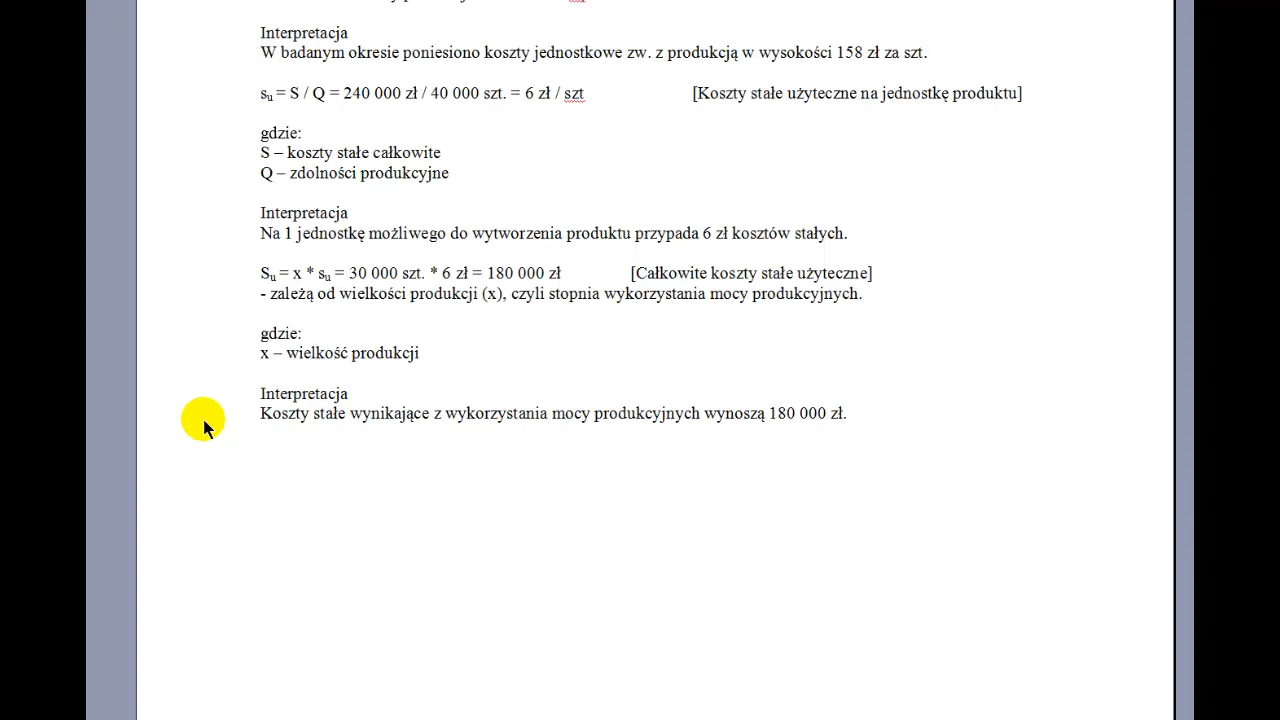 Interpretacja
W badanym okresie poniesiono koszty jednostkowe zw. z produkcją w wysokości 158 zł za szt.
su = S / Q = 240 000 zł / 40 000 szt. = 6 zł / szt [Koszty stałe użyteczne na jednostkę produktu]
gdzie:
S – koszty stałe całkowite
Q – zdolności produkcyjne
Interpretacja
Na 1 jednostkę możliwego do wytworzenia produktu przypada 6 zł kosztów stałych.
Su = x * su = 30 000 szt. * 6 zł = 180 000 zł [Całkowite koszty stałe użyteczne]
- zależą od wielkości produkcji (x), czyli stopnia wykorzystania mocy produkcyjnych.
gdzie:
x – wielkość produkcji
Interpretacja
Koszty stałe wynikające z wykorzystania mocy produkcyjnych wynoszą 180 000 zł.